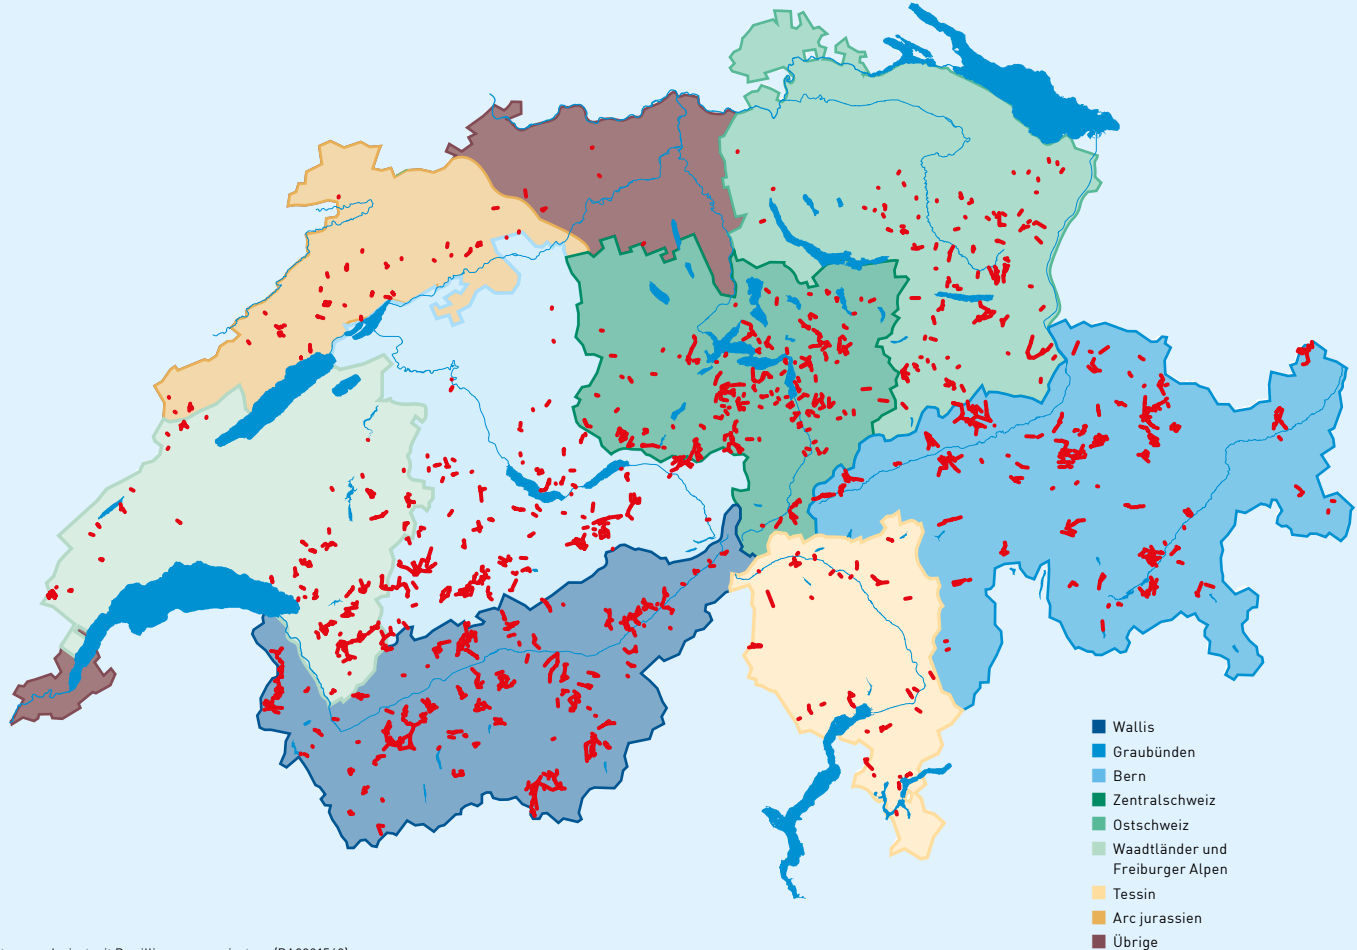 Wallis
Graubünden
Bern
Zentralschweiz
Ostschweiz
Waadtländer und
Freiburger Alpen
Tessin
Arc jurassien
Übrige